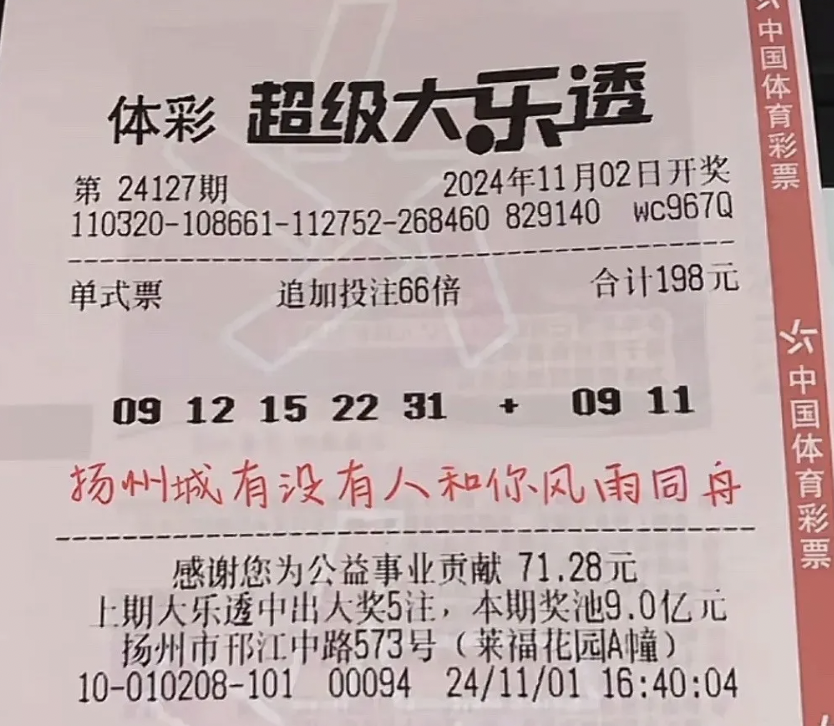 体彩 超级大乐透
第 24127期 2024年11月02日开奖
110320-108661-112752-268460 829140 wc967Q
单式票 追加投注66倍 合计198元
09 12 15 22 31 + 09 11
扬州城有没有人和你风雨同舟
感谢您为公益事业贡献 71.28元
上期大乐透中出大奖5注，本期奖池9.0亿元
扬州市邗江中路573号（莱福花园A幢）
10-010208-101 00094 24/11/01 16:40:04
中国体育彩票
中国体育彩票